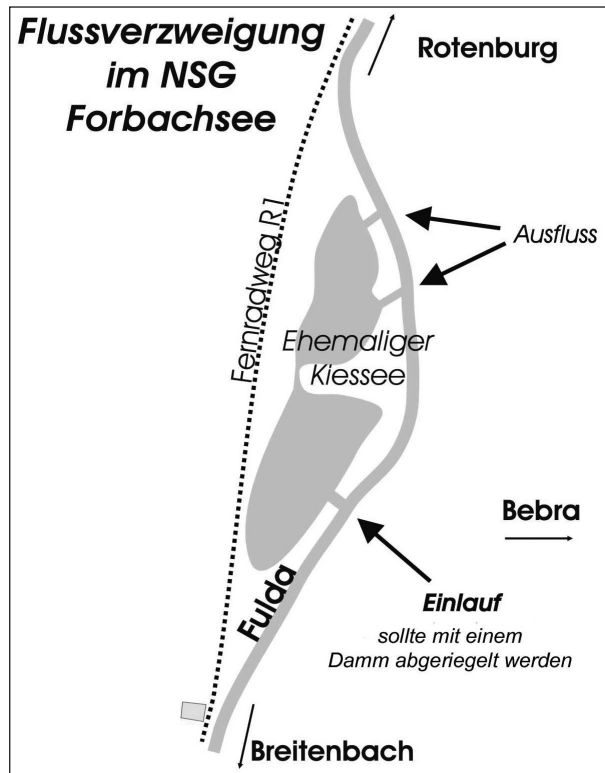 Flussverzweigung
im NSG
Forbachsee
Rotenburg
Fernradweg R1
Ausfluss
Ehemaliger
Kiessee
Bebra
Einlauf
sollte mit einem
Damm abgeriegelt werden
Fulda
Breitenbach